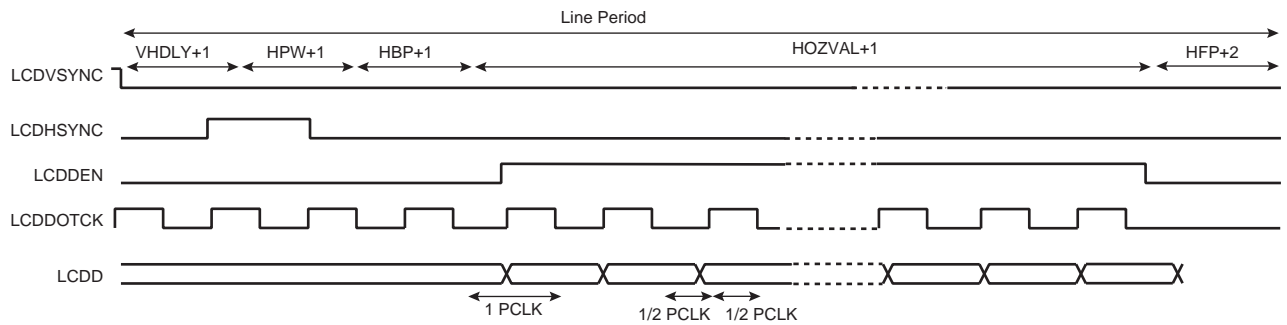 Line Period
VHDLY+1 HPW+1 HBP+1 HOZVAL+1 HFP+2
LCDVSYNC
LCDHSYNC
LCDDEN
LCDDOTCK
LCDD
1 PCLK 1/2 PCLK 1/2 PCLK